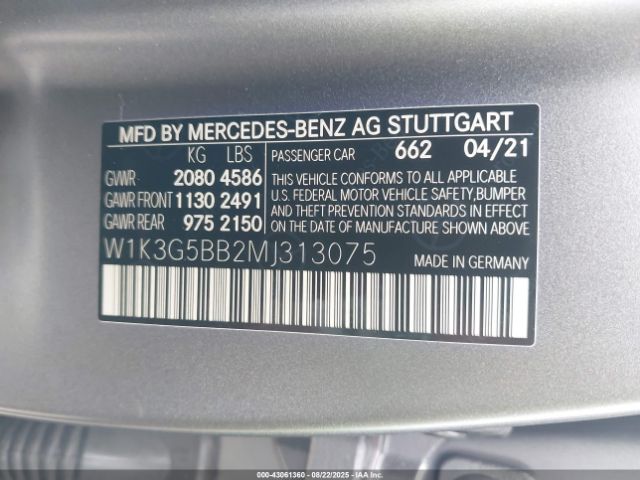 MFD BY MERCEDES-BENZ AG STUTTGART
KG LBS PASSENGER CAR 662 04/21
GVWR 2080 4586
GAWR FRONT 1130 2491
GAWR REAR 975 2150
THIS VEHICLE CONFORMS TO ALL APPLICABLE
U.S. FEDERAL MOTOR VEHICLE SAFETY, BUMPER
AND THEFT PREVENTION STANDARDS IN EFFECT
ON THE DATE OF MANUFACTURE SHOWN ABOVE
W1K3G5BB2MJ313075 MADE IN GERMANY
000-43061360 - 08/22/2025 - IAA Inc.